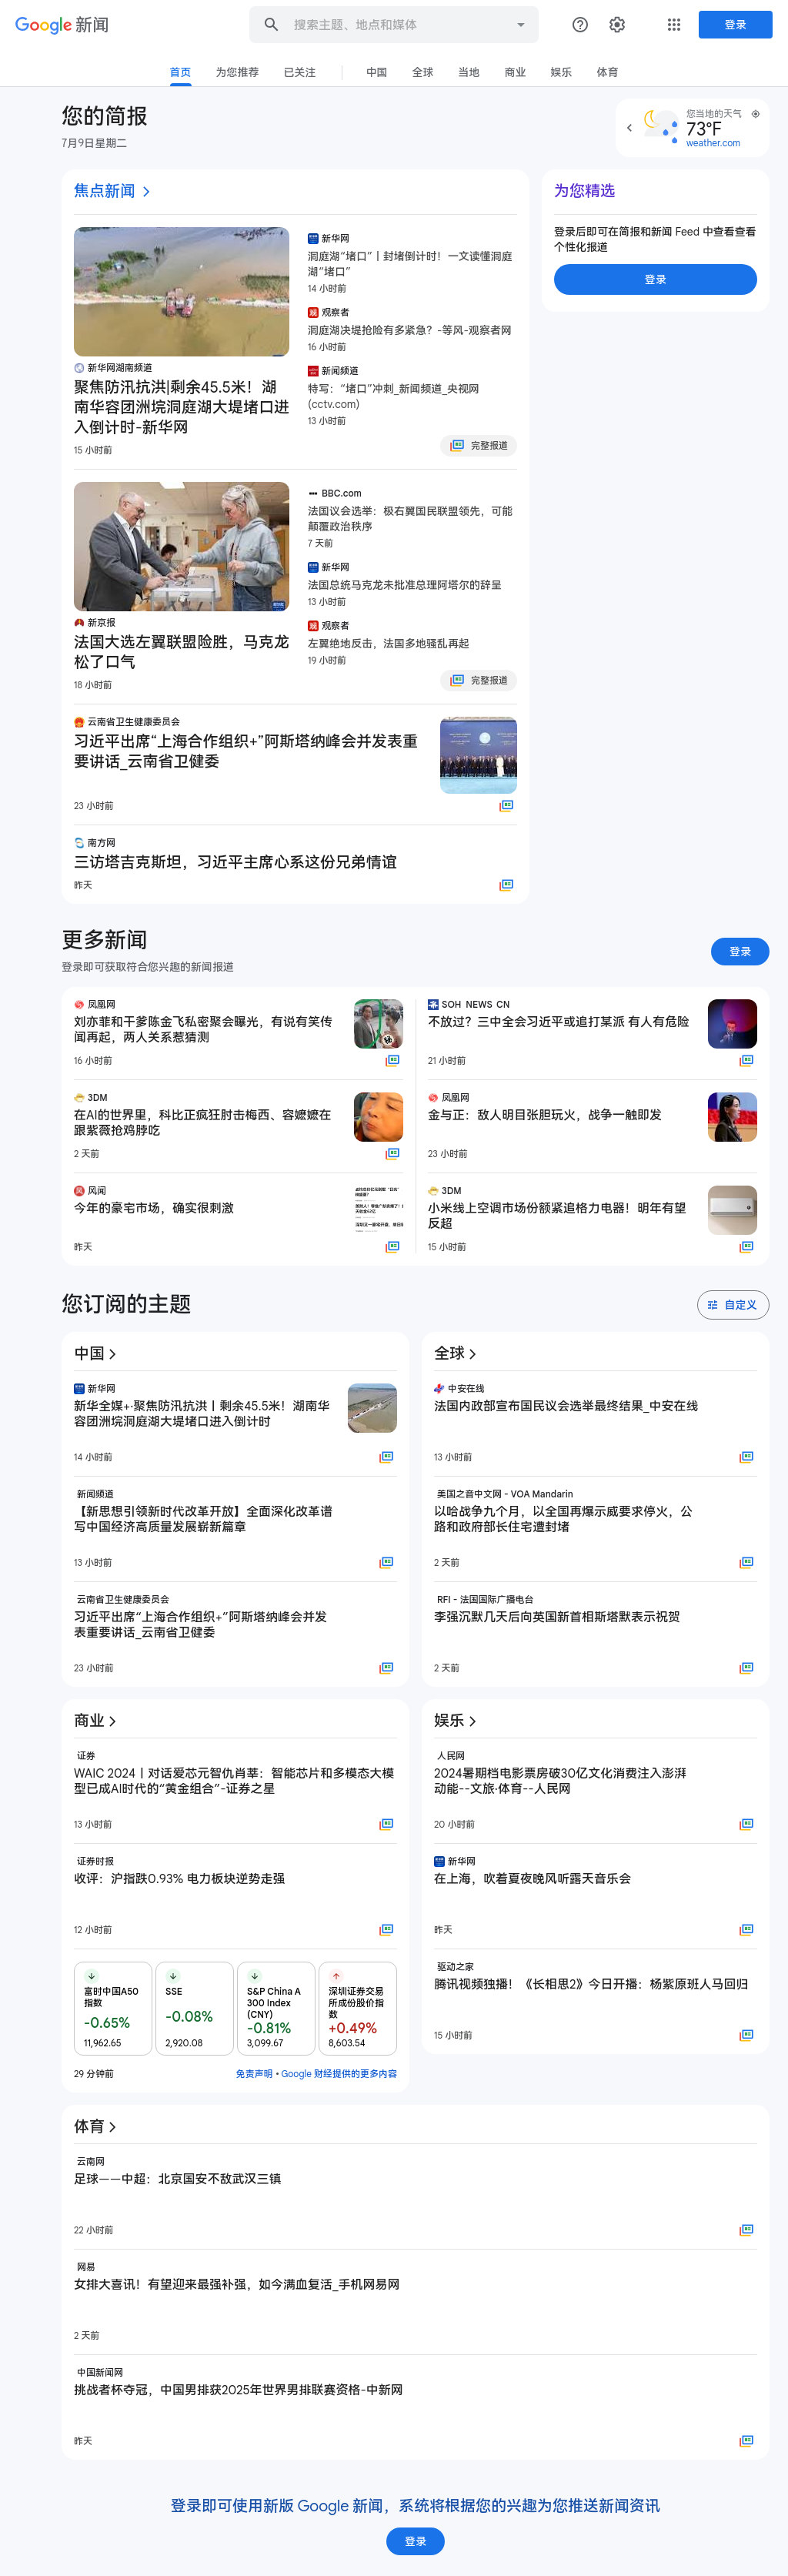 Google 新闻
搜索主题、地点和媒体
登录
首页
为您推荐
已关注
中国
全球
当地
商业
娱乐
体育
您的简报
7月9日星期二
您当地的天气
73°F
weather.com
焦点新闻
新华网湖南频道
聚焦防汛抗洪|剩余45.5米！湖
南华容团洲垸洞庭湖大堤堵口进
入倒计时-新华网
15 小时前
新华网
洞庭湖“堵口”丨封堵倒计时！一文读懂洞庭
湖“堵口”
14 小时前
观察者
洞庭湖决堤抢险有多紧急？-等风-观察者网
16 小时前
新闻频道
特写：“堵口”冲刺_新闻频道_央视网
(cctv.com)
13 小时前
完整报道
新京报
法国大选左翼联盟险胜，马克龙
松了口气
18 小时前
BBC.com
法国议会选举：极右翼国民联盟领先，可能
颠覆政治秩序
7 天前
新华网
法国总统马克龙未批准总理阿塔尔的辞呈
13 小时前
观察者
左翼绝地反击，法国多地骚乱再起
19 小时前
完整报道
云南省卫生健康委员会
习近平出席“上海合作组织+”阿斯塔纳峰会并发表重
要讲话_云南省卫健委
23 小时前
南方网
三访塔吉克斯坦，习近平主席心系这份兄弟情谊
昨天
为您精选
登录后即可在简报和新闻 Feed 中查看查看
个性化报道
登录
更多新闻
登录即可获取符合您兴趣的新闻报道
登录
凤凰网
刘亦菲和干爹陈金飞私密聚会曝光，有说有笑传
闻再起，两人关系惹猜测
16 小时前
3DM
在AI的世界里，科比正疯狂肘击梅西、容嬷嬷在
跟紫薇抢鸡脖吃
2 天前
风闻
今年的豪宅市场，确实很刺激
昨天
SOH NEWS CN
不放过？三中全会习近平或追打某派 有人有危险
21 小时前
凤凰网
金与正：敌人明目张胆玩火，战争一触即发
23 小时前
3DM
小米线上空调市场份额紧追格力电器！明年有望
反超
15 小时前
您订阅的主题
自定义
中国
新华网
新华全媒+·聚焦防汛抗洪丨剩余45.5米！湖南华
容团洲垸洞庭湖大堤堵口进入倒计时
14 小时前
新闻频道
【新思想引领新时代改革开放】全面深化改革谱
写中国经济高质量发展崭新篇章
13 小时前
云南省卫生健康委员会
习近平出席“上海合作组织+”阿斯塔纳峰会并发
表重要讲话_云南省卫健委
23 小时前
全球
中安在线
法国内政部宣布国民议会选举最终结果_中安在线
13 小时前
美国之音中文网 - VOA Mandarin
以哈战争九个月，以全国再爆示威要求停火，公
路和政府部长住宅遭封堵
2 天前
RFI - 法国国际广播电台
李强沉默几天后向英国新首相斯塔默表示祝贺
2 天前
商业
证券
WAIC 2024丨对话爱芯元智仇肖莘：智能芯片和多模态大模
型已成AI时代的“黄金组合”-证券之星
13 小时前
证券时报
收评：沪指跌0.93% 电力板块逆势走强
12 小时前
富时中国A50
指数
-0.65%
11,962.65
SSE
-0.08%
2,920.08
S&P China A
300 Index
(CNY)
-0.81%
3,099.67
深圳证券交易
所成份股价指
数
+0.49%
8,603.54
29 分钟前
免责声明 • Google 财经提供的更多内容
娱乐
人民网
2024暑期档电影票房破30亿文化消费注入澎湃
动能--文旅·体育--人民网
20 小时前
新华网
在上海，吹着夏夜晚风听露天音乐会
昨天
驱动之家
腾讯视频独播！《长相思2》今日开播：杨紫原班人马回归
15 小时前
体育
云南网
足球——中超：北京国安不敌武汉三镇
22 小时前
网易
女排大喜讯！有望迎来最强补强，如今满血复活_手机网易网
2 天前
中国新闻网
挑战者杯夺冠，中国男排获2025年世界男排联赛资格-中新网
昨天
登录即可使用新版 Google 新闻，系统将根据您的兴趣为您推送新闻资讯
登录